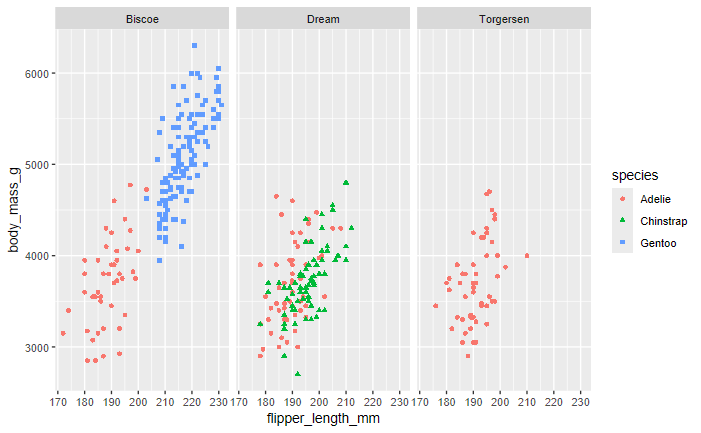 Biscoe Dream Torgersen
6000
5000
4000
3000
body_mass_g
170 180 190 200 210 220 230 170 180 190 200 210 220 230 170 180 190 200 210 220 230
flipper_length_mm
species
Adelie
Chinstrap
Gentoo